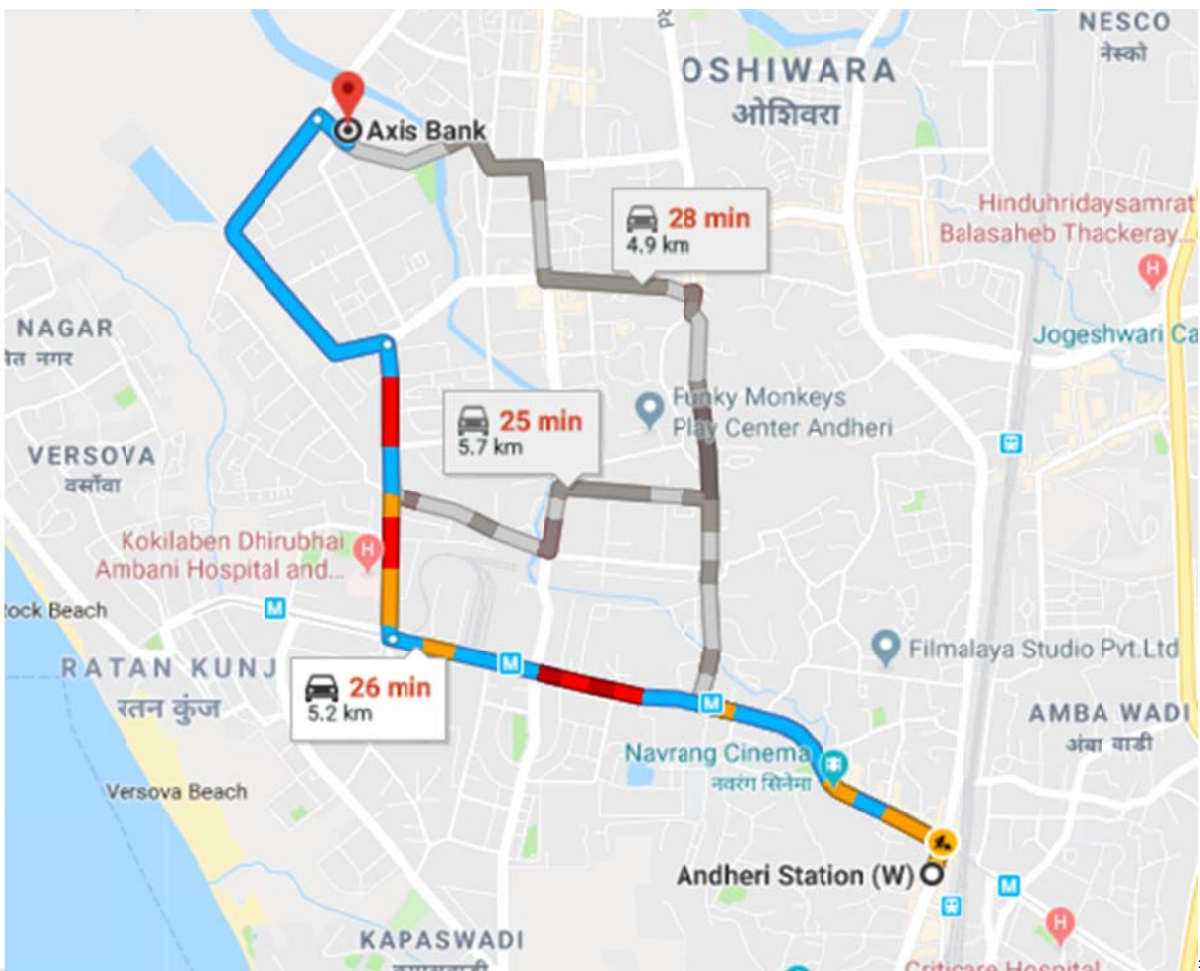 NESCO
नेस्को
OSHIWARA
ओशिवरा
Axis Bank
Hinduhridaysamrat
Balasaheb Thackeray...
H
28 min
4.9 km
NAGAR
नगर
Jogeshwari Ca
Funky Monkeys
Play Center Andheri
25 min
5.7 km
VERSOVA
वर्सोवा
Kokilaben Dhirubhai
Ambani Hospital and...
H
ock Beach
M
M
Filmalaya Studio Pvt.Ltd
RATAN KUNJ
रतन कुंज
26 min
5.2 km
M
AMBA WADI
अंबा वाडी
Navrang Cinema
नवरंग सिनेमा
Versova Beach
Andheri Station (W)
M
H
KAPASWADI
Criticare Hospital